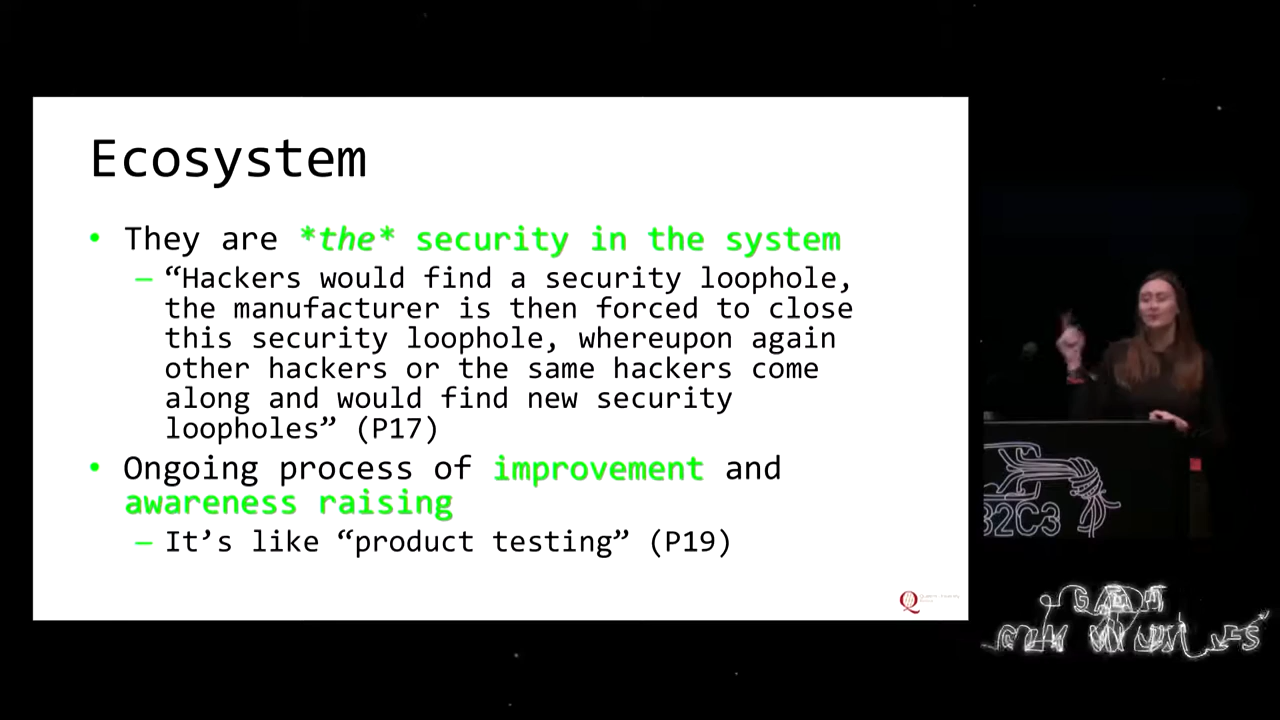 Ecosystem
• They are *the* security in the system
– “Hackers would find a security loophole,
the manufacturer is then forced to close
this security loophole, whereupon again
other hackers or the same hackers come
along and would find new security
loopholes” (P17)
• Ongoing process of improvement and
awareness raising
– It’s like “product testing” (P19)
32C3